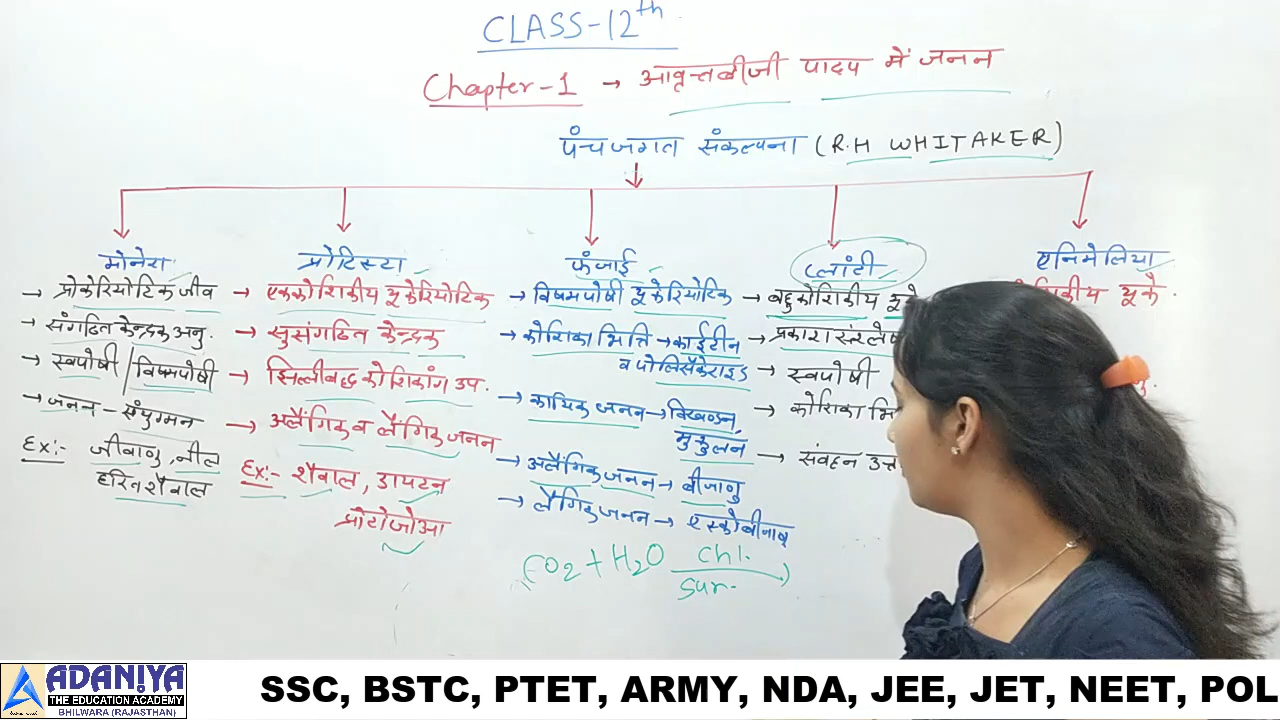 CLASS-12th
Chapter-1 → आवृत्तबीजी पादप में जनन
पंचजगत संकल्पना (R.H WHITAKER)
मोनेरा
→ प्रोकेरियोटिक जीव
→ संगठित केन्द्रक अनु.
→ स्वपोषी/विषमपोषी
→ जनन - संयुग्मन
Ex:- जीवाणु, नील
हरित शैवाल
प्रोटिस्टा
→ एककोशिकीय यूकेरियोटिक
→ सुसंगठित केन्द्रक
→ झिल्लीबद्ध कोशिकांग उप.
→ अलैंगिक व लैंगिक जनन
Ex:- शैवाल, डायटम
प्रोटोजोआ
फंजाई
→ विषमपोषी यूकेरियोटिक
→ कोशिका भित्ति → काईटीन
व पोलिसैकेराइड
→ कायिक जनन → विखण्डन,
मुकुलन
→ अलैंगिक जनन → बीजाणु
→ लैंगिक जनन → एस्कोबीजाणु
प्लांटी
→ बहुकोशिकीय यूके
→ प्रकाश संश्लेष
→ स्वपोषी
→ कोशिका भि
→ संवहन उत्त
एनिमेलिया
शिकीय यूकै.
CO2 + H2O chl.
Sun.
ADANIYA
THE EDUCATION ACADEMY
BHILWARA (RAJASTHAN)
SSC, BSTC, PTET, ARMY, NDA, JEE, JET, NEET, POL